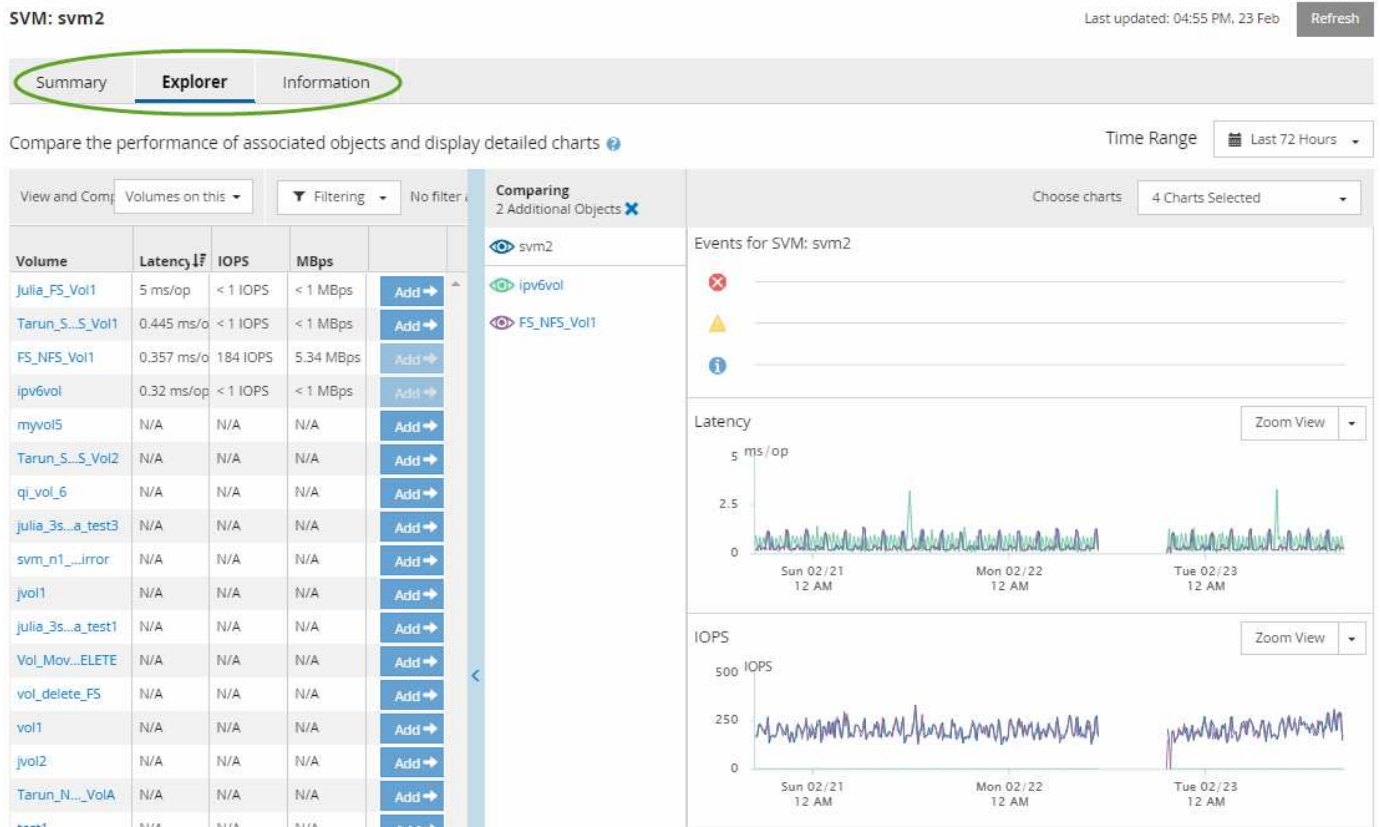 SVM: svm2
Last updated: 04:55 PM, 23 Feb Refresh
Summary Explorer Information
Compare the performance of associated objects and display detailed charts ?
Time Range Last 72 Hours
View and Comp Volumes on this Filtering No filter
Comparing
2 Additional Objects
Choose charts 4 Charts Selected
Volume Latency IOPS MBps
Julia_FS_Vol1 5 ms/op < 1 IOPS < 1 MBps Add
Tarun_S...S_Vol1 0.445 ms/o < 1 IOPS < 1 MBps Add
FS_NFS_Vol1 0.357 ms/o 184 IOPS 5.34 MBps Add
ipv6vol 0.32 ms/op < 1 IOPS < 1 MBps Add
myvol5 N/A N/A N/A Add
Tarun_S...S_Vol2 N/A N/A N/A Add
qi_vol_6 N/A N/A N/A Add
julia_3s...a_test3 N/A N/A N/A Add
svm_n1_...irror N/A N/A N/A Add
jvol1 N/A N/A N/A Add
julia_3s...a_test1 N/A N/A N/A Add
Vol_Mov...ELETE N/A N/A N/A Add
vol_delete_FS N/A N/A N/A Add
vol1 N/A N/A N/A Add
jvol2 N/A N/A N/A Add
Tarun_N..._VolA N/A N/A N/A Add
svm2
ipv6vol
FS_NFS_Vol1
Events for SVM: svm2
Latency Zoom View
5 ms/op
2.5
0
Sun 02/21 Mon 02/22 Tue 02/23
12 AM 12 AM 12 AM
IOPS Zoom View
500 IOPS
250
0
Sun 02/21 Mon 02/22 Tue 02/23
12 AM 12 AM 12 AM